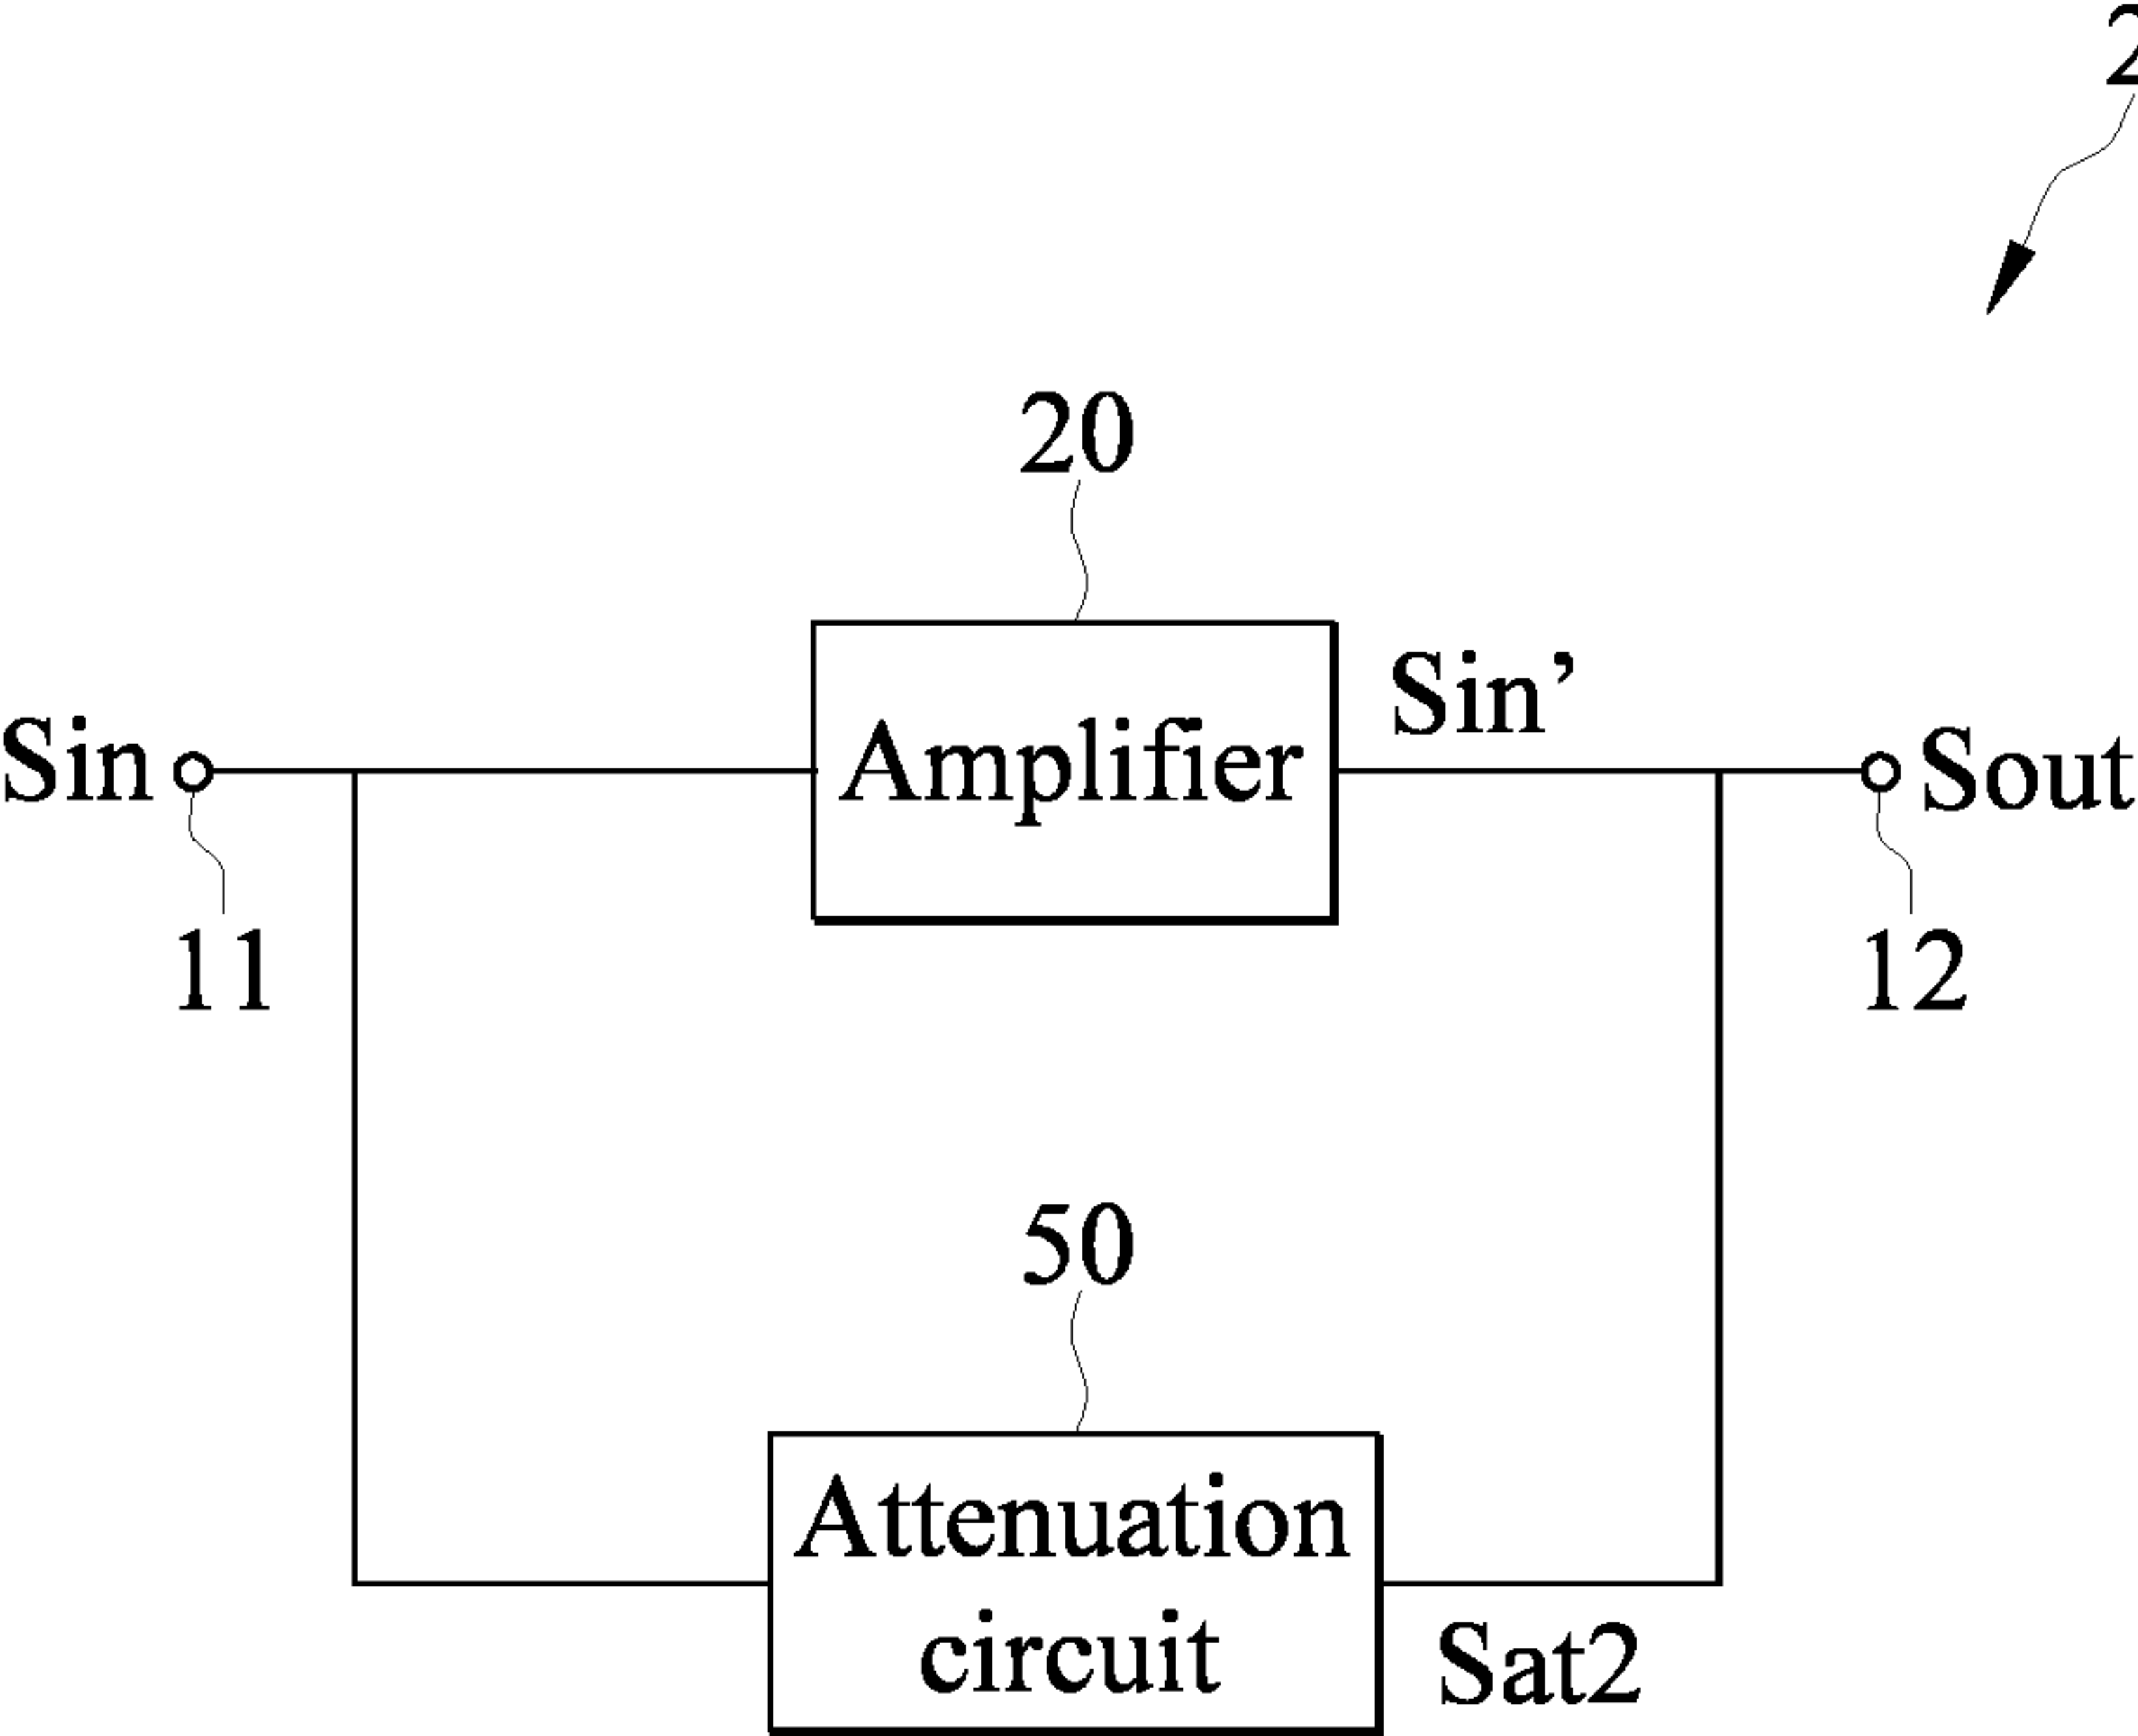 2
20
Sin'
Sin
Amplifier
Sout
11
12
50
Attenuation
circuit
Sat2